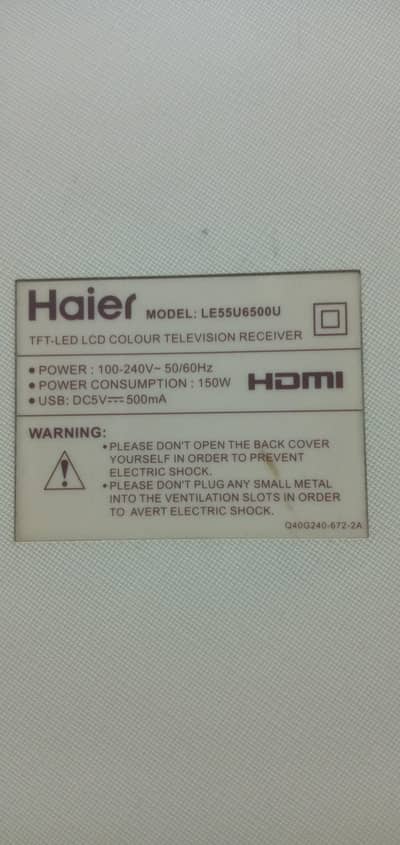 Haier MODEL: LE55U6500U
TFT-LED LCD COLOUR TELEVISION RECEIVER
• POWER : 100-240V~ 50/60Hz
• POWER CONSUMPTION : 150W
• USB: DC5V⎓ 500mA
HDMI
WARNING:
• PLEASE DON'T OPEN THE BACK COVER
YOURSELF IN ORDER TO PREVENT
ELECTRIC SHOCK.
• PLEASE DON'T PLUG ANY SMALL METAL
INTO THE VENTILATION SLOTS IN ORDER
TO AVERT ELECTRIC SHOCK.
Q40G240-672-2A